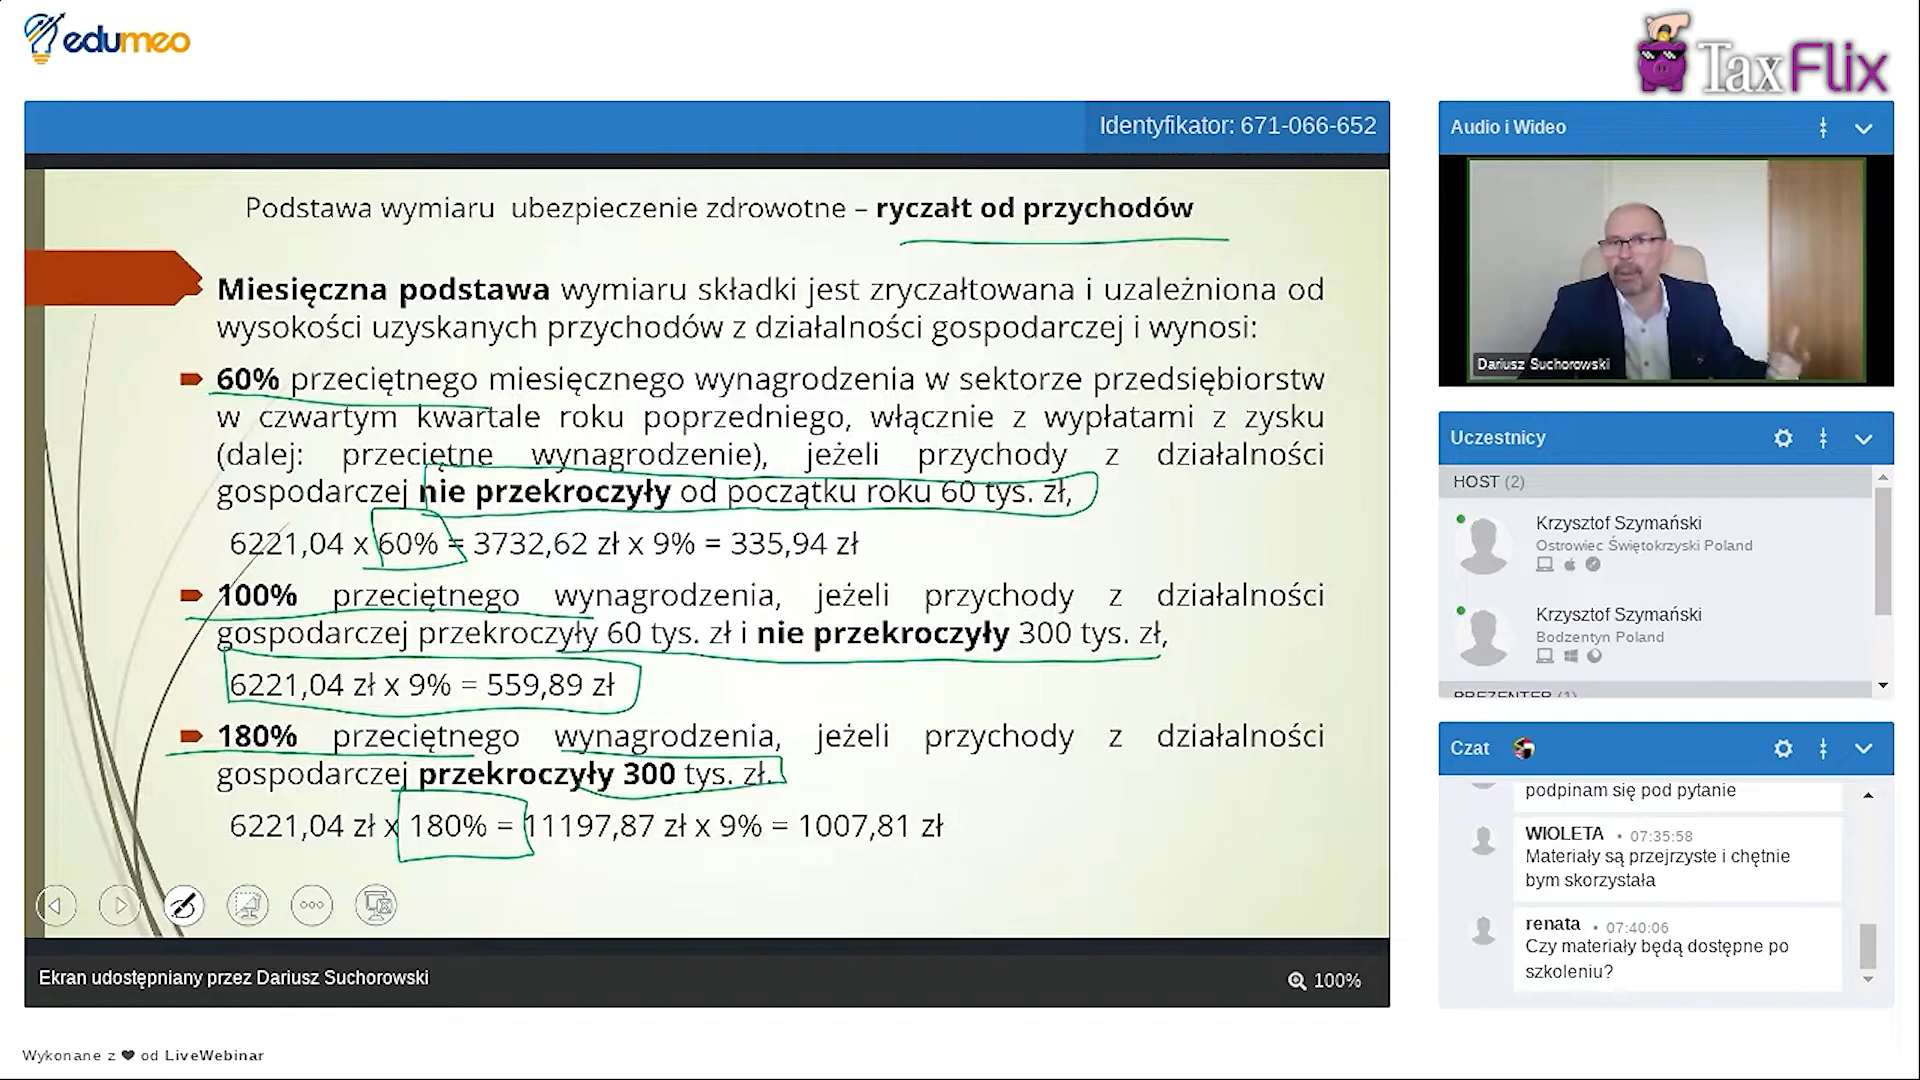 edumeo
TaxFlix
Identyfikator: 671-066-652
Podstawa wymiaru ubezpieczenie zdrowotne – ryczałt od przychodów
Miesięczna podstawa wymiaru składki jest zryczałtowana i uzależniona od
wysokości uzyskanych przychodów z działalności gospodarczej i wynosi:
60% przeciętnego miesięcznego wynagrodzenia w sektorze przedsiębiorstw
w czwartym kwartale roku poprzedniego, włącznie z wypłatami z zysku
(dalej: przeciętne wynagrodzenie), jeżeli przychody z działalności
gospodarczej nie przekroczyły od początku roku 60 tys. zł,
6221,04 x 60% = 3732,62 zł x 9% = 335,94 zł
100% przeciętnego wynagrodzenia, jeżeli przychody z działalności
gospodarczej przekroczyły 60 tys. zł i nie przekroczyły 300 tys. zł,
6221,04 zł x 9% = 559,89 zł
180% przeciętnego wynagrodzenia, jeżeli przychody z działalności
gospodarczej przekroczyły 300 tys. zł.
6221,04 zł x 180% = 11197,87 zł x 9% = 1007,81 zł
Ekran udostępniany przez Dariusz Suchorowski
100%
Wykonane z ❤ od LiveWebinar
Audio i Wideo
Dariusz Suchorowski
Uczestnicy
HOST (2)
Krzysztof Szymański
Ostrowiec Świętokrzyski Poland
Krzysztof Szymański
Bodzentyn Poland
PREZENTER (1)
Czat
podpinam się pod pytanie
WIOLETA • 07:35:58
Materiały są przejrzyste i chętnie
bym skorzystała
renata • 07:40:06
Czy materiały będą dostępne po
szkoleniu?